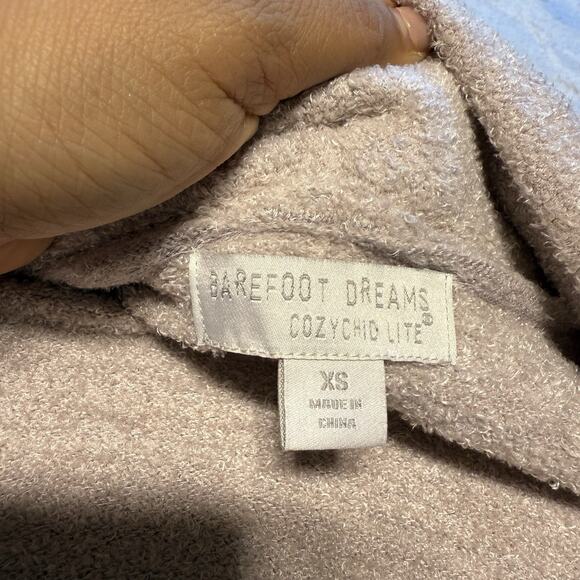 BAREFOOT DREAMS
COZYCHIC LITE®
XS
MADE IN
CHINA